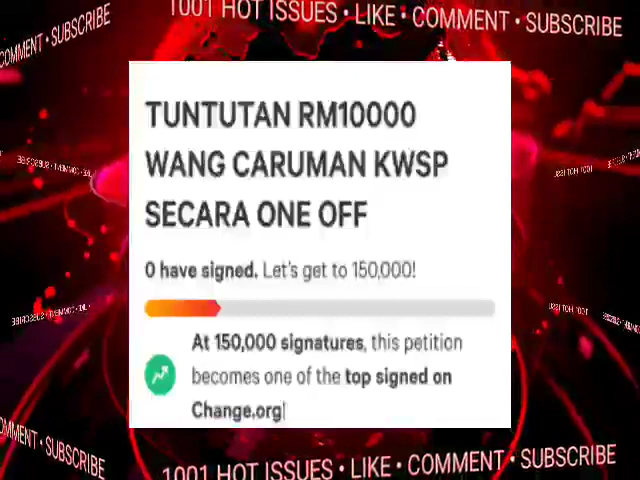 1001 HOT ISSUES • LIKE • COMMENT • SUBSCRIBE
COMMENT • SUBSCRIBE
TUNTUTAN RM10000
WANG CARUMAN KWSP
SECARA ONE OFF
0 have signed. Let's get to 150,000!
At 150,000 signatures, this petition
becomes one of the top signed on
Change.org!
OMMENT • SUBSCRIBE
1001 HOT ISSUES • LIKE • COMMENT • SUBSCRIBE